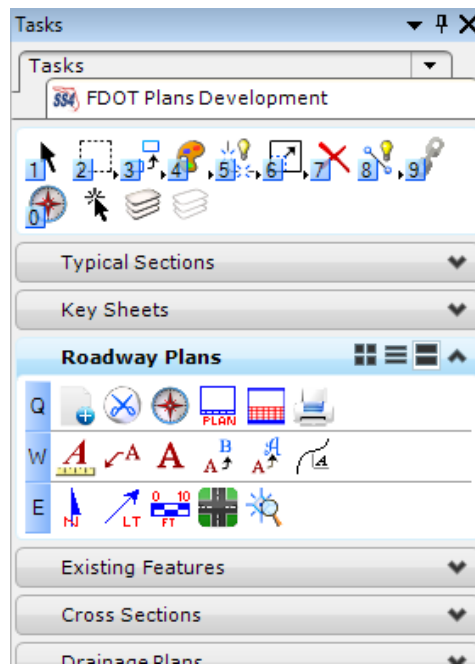 Tasks
Tasks
SS4 FDOT Plans Development
1 2 3 4 5 6 7 8 9
0
Typical Sections
Key Sheets
Roadway Plans
Q PLAN
W A A A A B A A A
E N LT 0 10 FT
Existing Features
Cross Sections
Drainage Plans